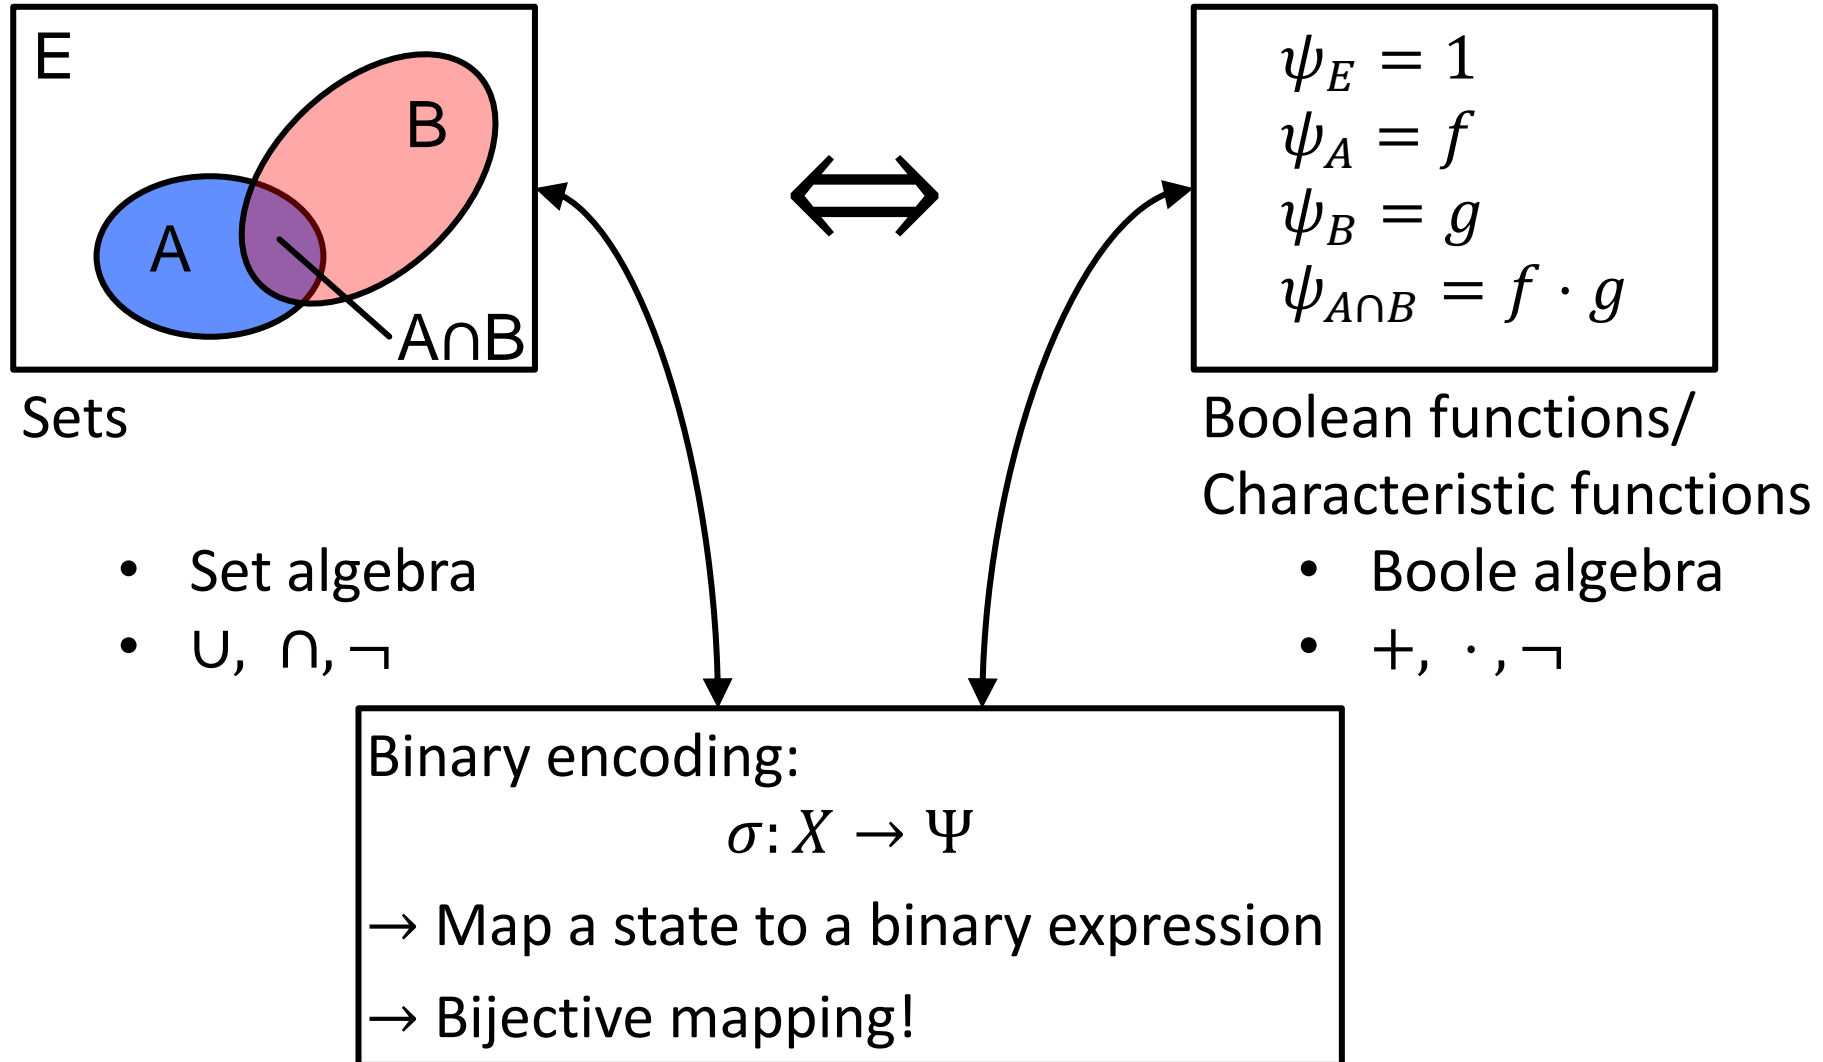 E
B
A
A∩B
Sets
• Set algebra
• ∪, ∩, ¬
⇔
ψ_E = 1
ψ_A = f
ψ_B = g
ψ_{A∩B} = f · g
Boolean functions/
Characteristic functions
• Boole algebra
• +, · , ¬
Binary encoding:
σ: X → Ψ
→ Map a state to a binary expression
→ Bijective mapping!